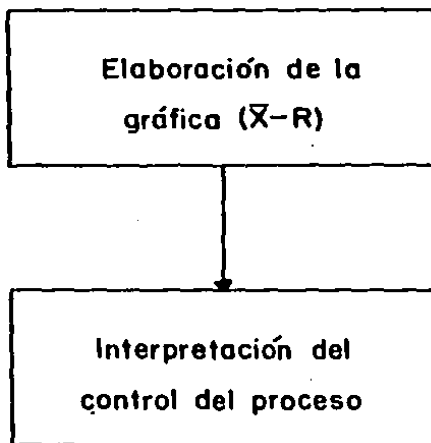 Elaboración de la
gráfica (X̅-R)
Interpretación del
control del proceso